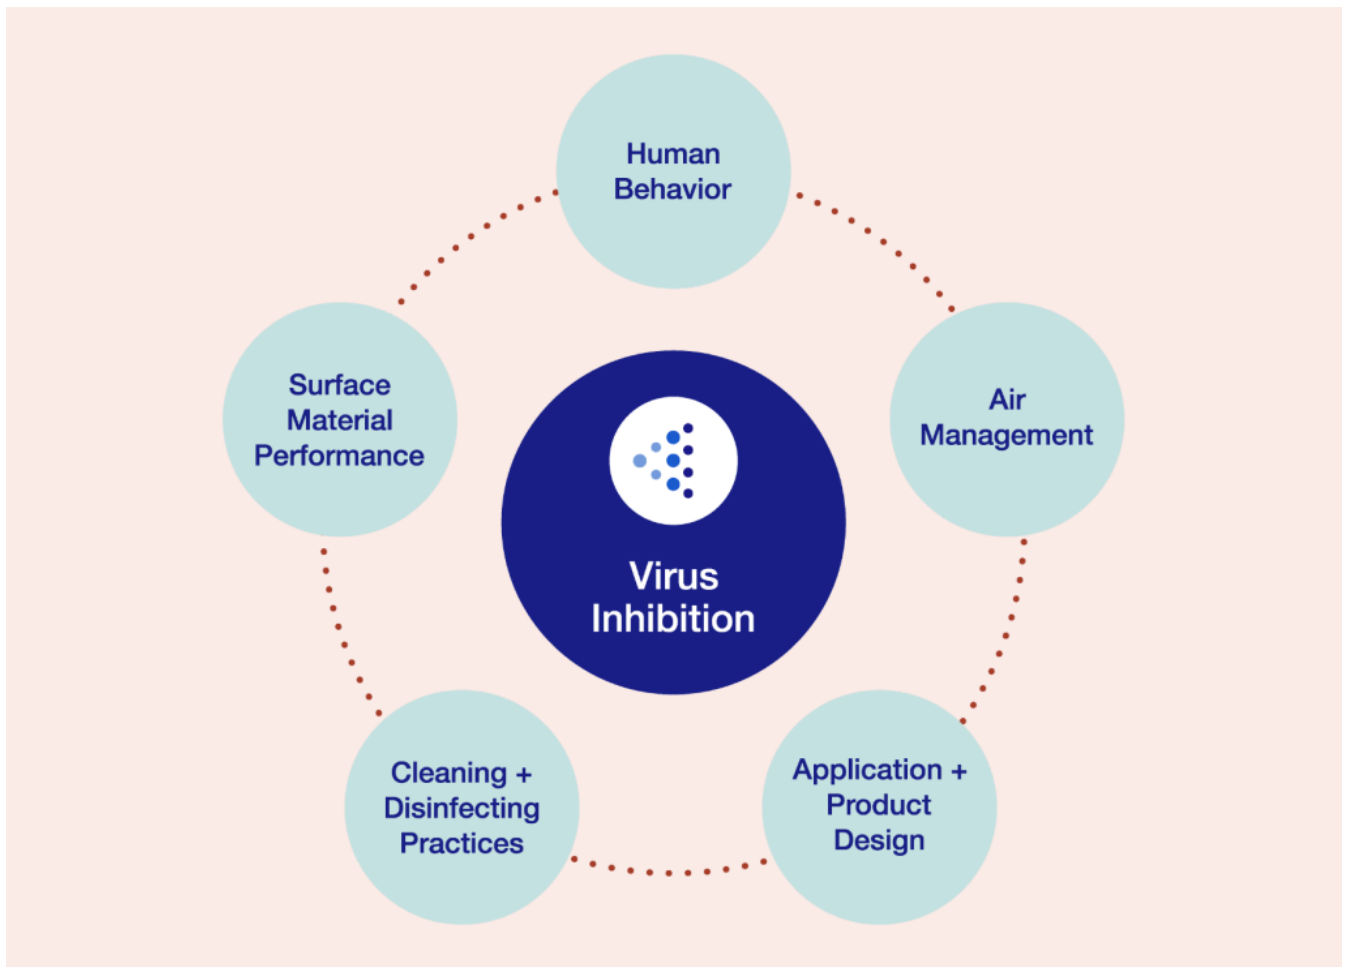 Human
Behavior
Surface
Material
Performance
Air
Management
Virus
Inhibition
Cleaning +
Disinfecting
Practices
Application +
Product
Design